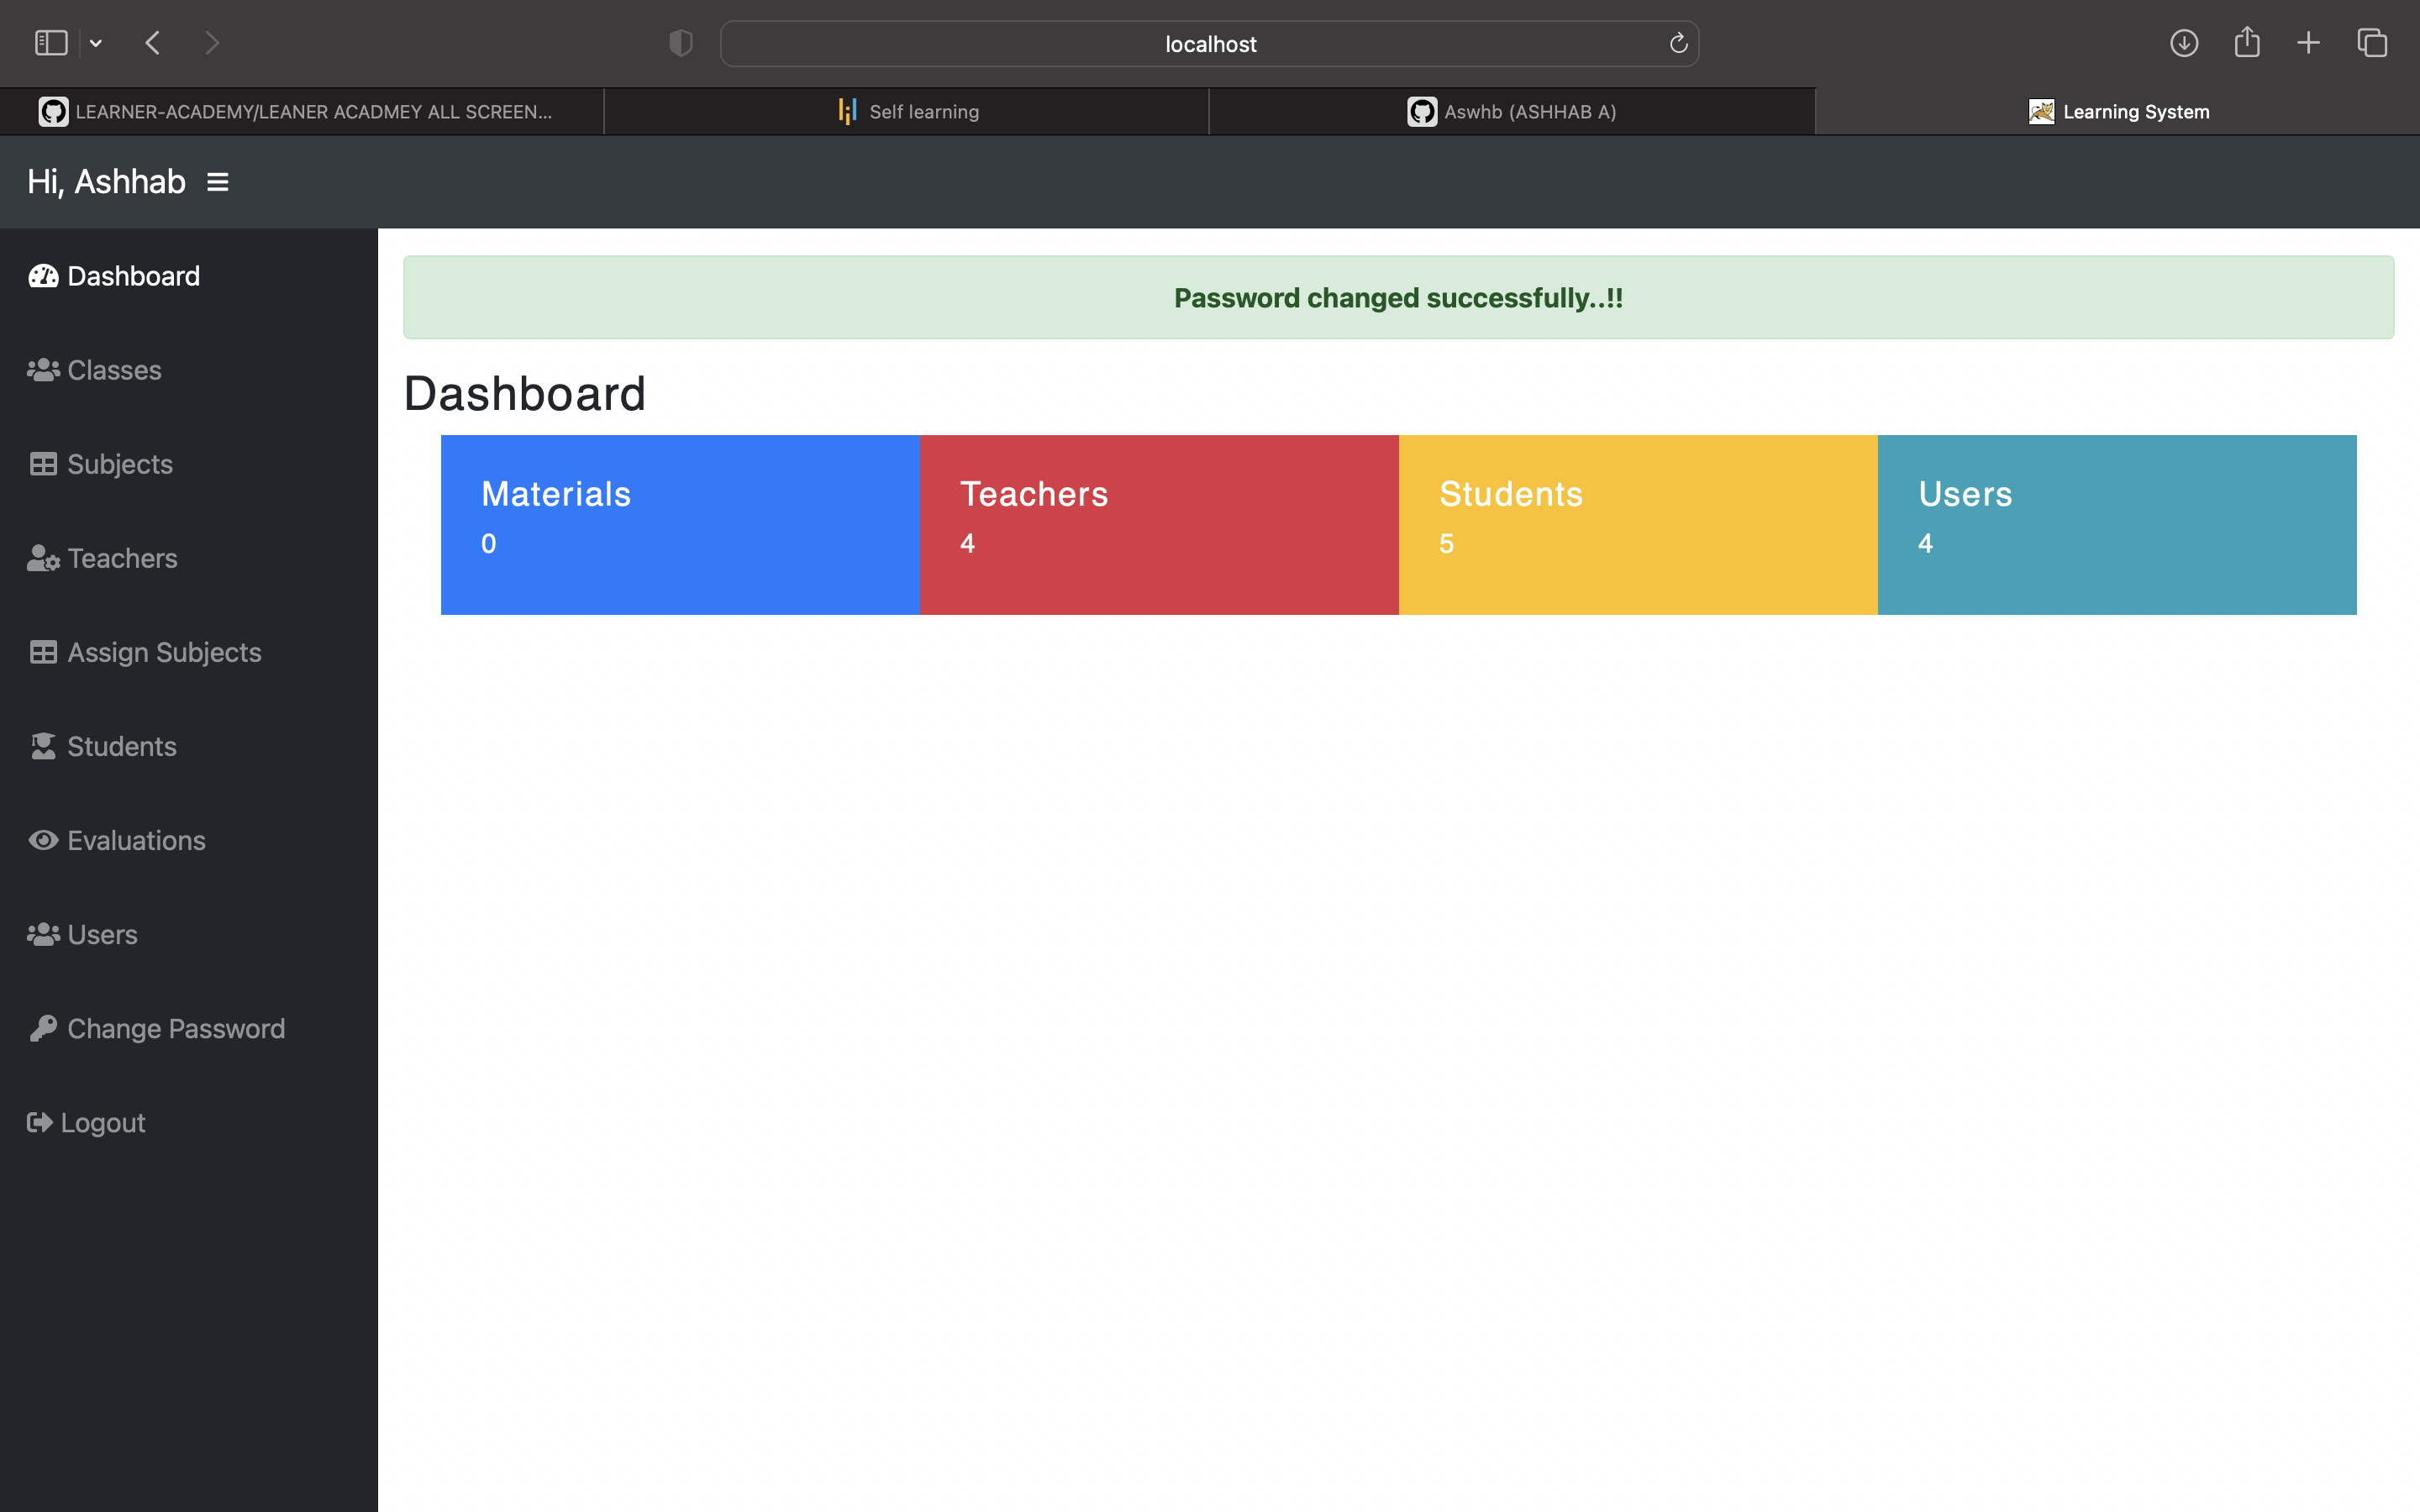 localhost
LEARNER-ACADEMY/LEANER ACADMEY ALL SCREEN...
Self learning
Aswhb (ASHHAB A)
Learning System
Hi, Ashhab
Dashboard
Classes
Subjects
Teachers
Assign Subjects
Students
Evaluations
Users
Change Password
Logout
Password changed successfully..!!
Dashboard
Materials
0
Teachers
4
Students
5
Users
4